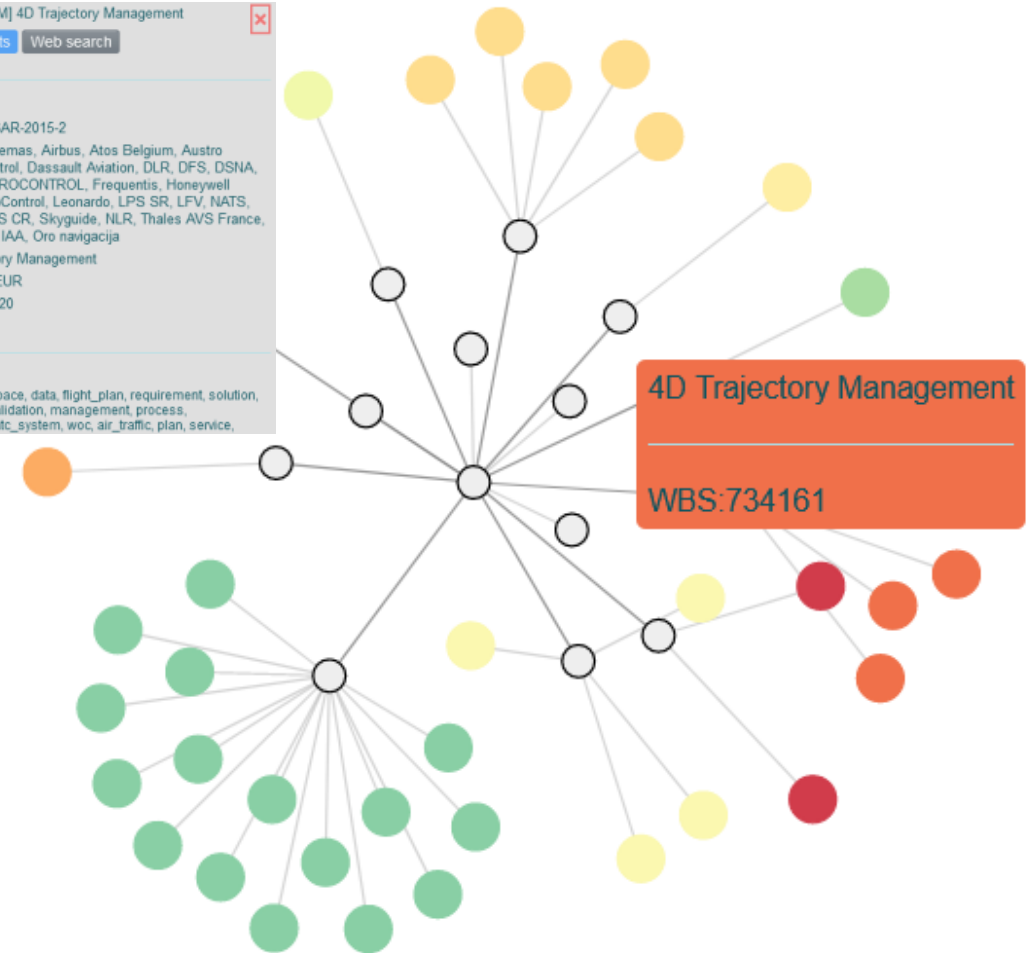 M] 4D Trajectory Management
ts Web search
AR-2015-2
emas, Airbus, Atos Belgium, Austro
trol, Dassault Aviation, DLR, DFS, DSNA,
ROCONTROL, Frequentis, Honeywell
Control, Leonardo, LPS SR, LFV, NATS,
S CR, Skyguide, NLR, Thales AVS France,
IAA, Oro navigacija
ry Management
EUR
20
pace, data, flight_plan, requirement, solution,
lidation, management, process,
tc_system, woc, air_traffic, plan, service,
4D Trajectory Management
WBS:734161